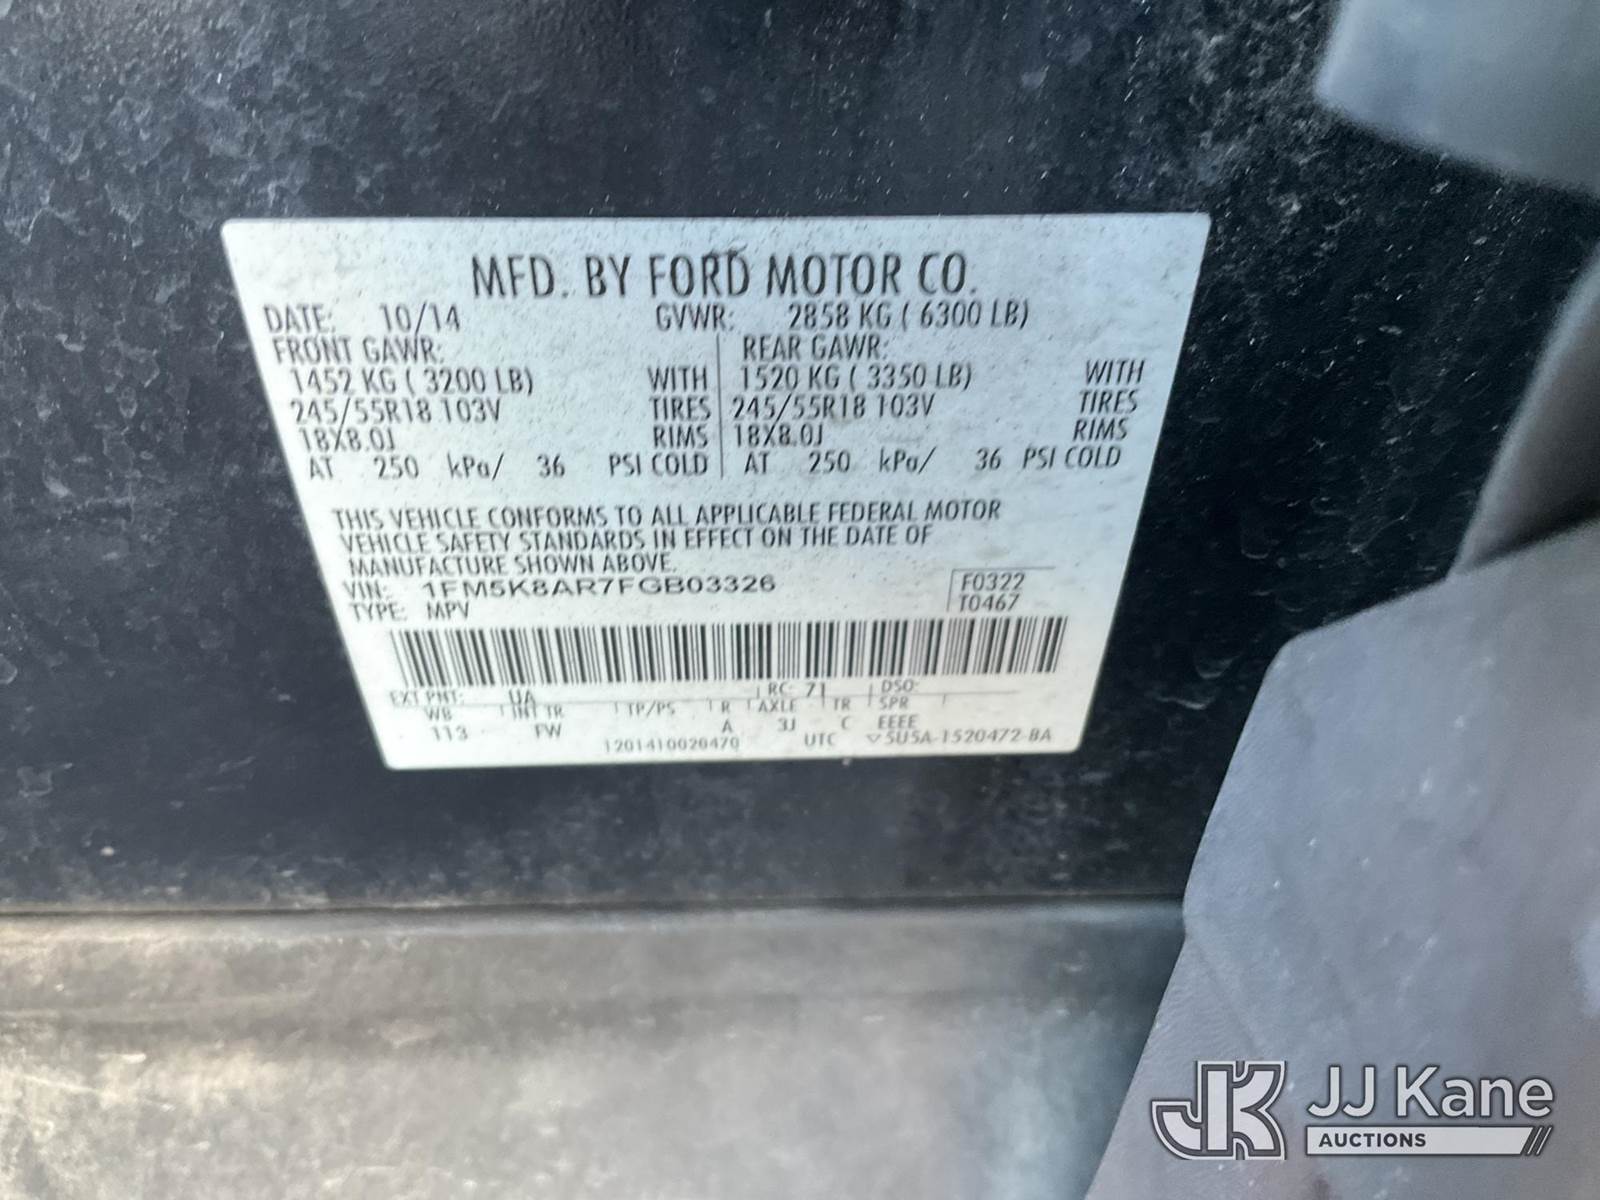 MFD. BY FORD MOTOR CO.
DATE: 10/14 GVWR: 2858 KG ( 6300 LB)
FRONT GAWR: REAR GAWR:
1452 KG ( 3200 LB) WITH 1520 KG ( 3350 LB) WITH
245/55R18 103V TIRES 245/55R18 103V TIRES
18X8.0J RIMS 18X8.0J RIMS
AT 250 kPa/ 36 PSI COLD AT 250 kPa/ 36 PSI COLD
THIS VEHICLE CONFORMS TO ALL APPLICABLE FEDERAL MOTOR
VEHICLE SAFETY STANDARDS IN EFFECT ON THE DATE OF
MANUFACTURE SHOWN ABOVE.
VIN: 1FM5K8AR7FGB03326 F0322
TYPE: MPV T0467
EXT PNT: UA RC: 71 DSO:
WB INT TR TP/PS R AXLE TR SPR
113 FW A 3J C EEEE
1201410020470 UTC ▽5U5A-1520472-BA
JK JJ Kane
AUCTIONS